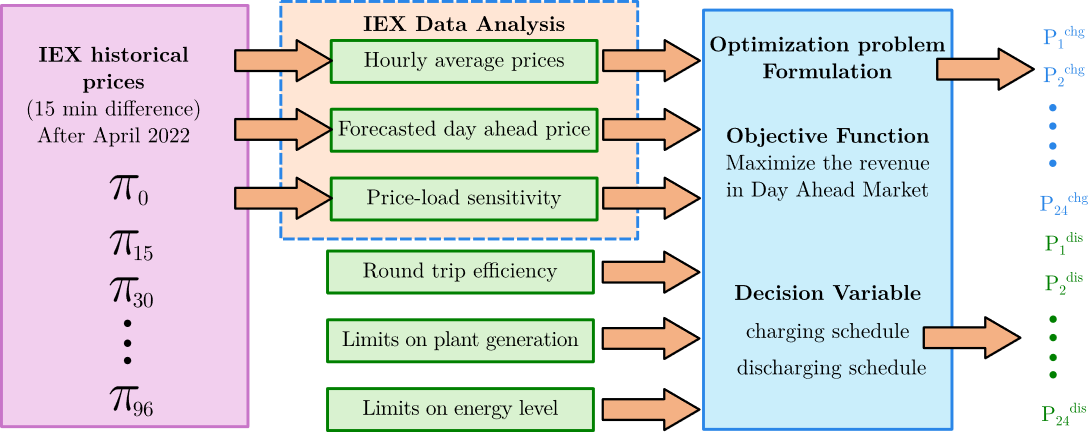 IEX historical
prices
(15 min difference)
After April 2022
π0
π15
π30
π96
IEX Data Analysis
Hourly average prices
Forecasted day ahead price
Price-load sensitivity
Round trip efficiency
Limits on plant generation
Limits on energy level
Optimization problem
Formulation
Objective Function
Maximize the revenue
in Day Ahead Market
Decision Variable
charging schedule
discharging schedule
P1chg
P2chg
P24chg
P1dis
P2dis
P24dis